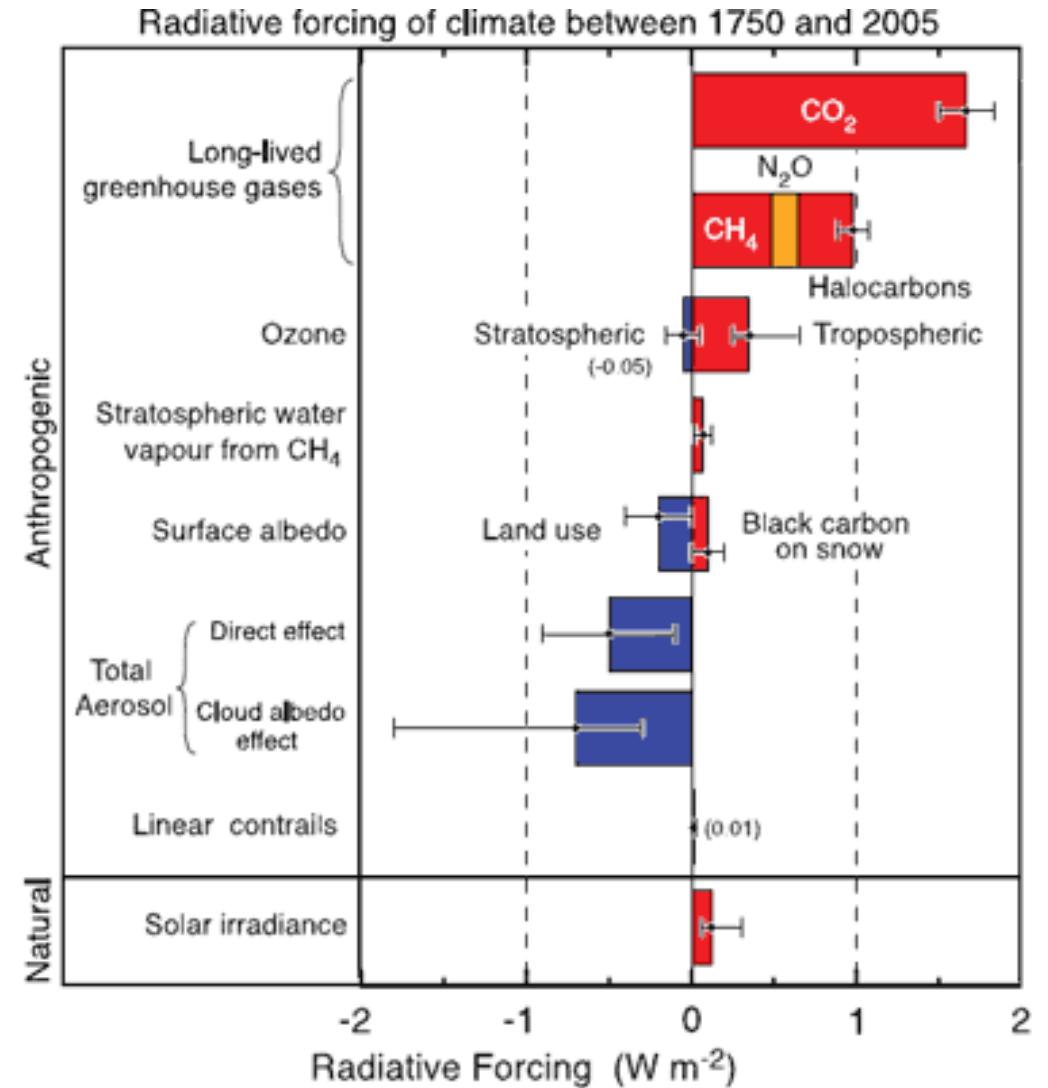 Radiative forcing of climate between 1750 and 2005
Anthropogenic
Long-lived
greenhouse gases
CO₂
N₂O
CH₄
Halocarbons
Ozone
Stratospheric
(-0.05)
Tropospheric
Stratospheric water
vapour from CH₄
Surface albedo
Land use
Black carbon
on snow
Total
Aerosol
Direct effect
Cloud albedo
effect
Linear contrails
(0.01)
Natural
Solar irradiance
-2 -1 0 1 2
Radiative Forcing (W m⁻²)